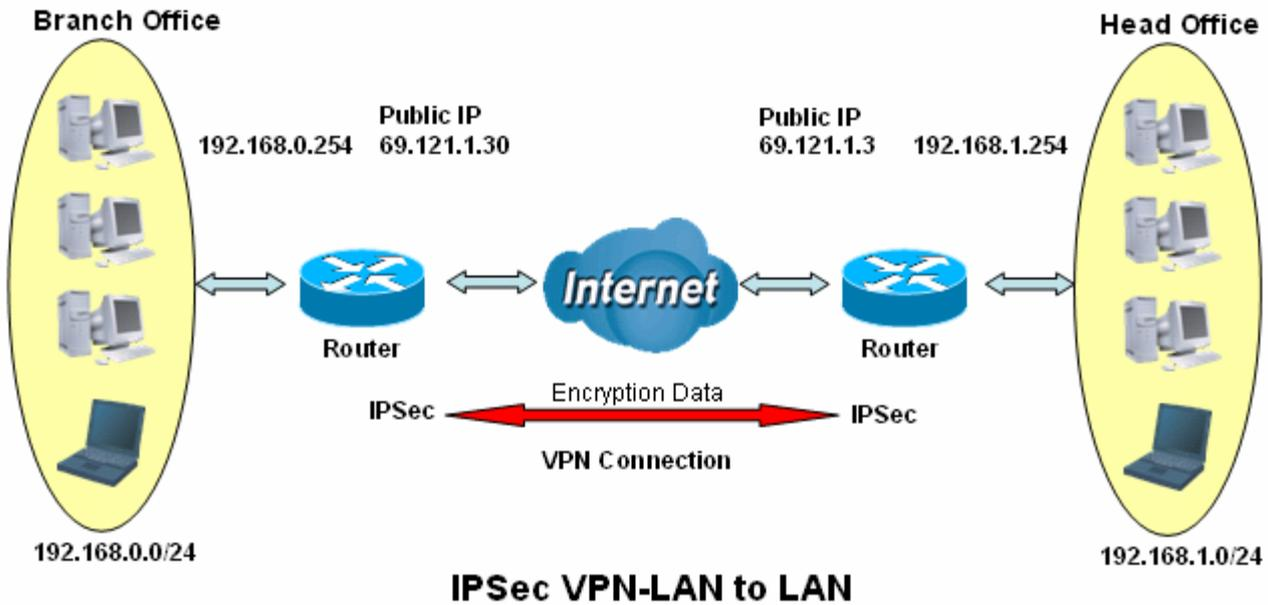 Branch Office
Head Office
Public IP
69.121.1.30
192.168.0.254
Public IP
69.121.1.3
192.168.1.254
Internet
Router
Router
Encryption Data
IPSec
IPSec
VPN Connection
192.168.0.0/24
192.168.1.0/24
IPSec VPN-LAN to LAN